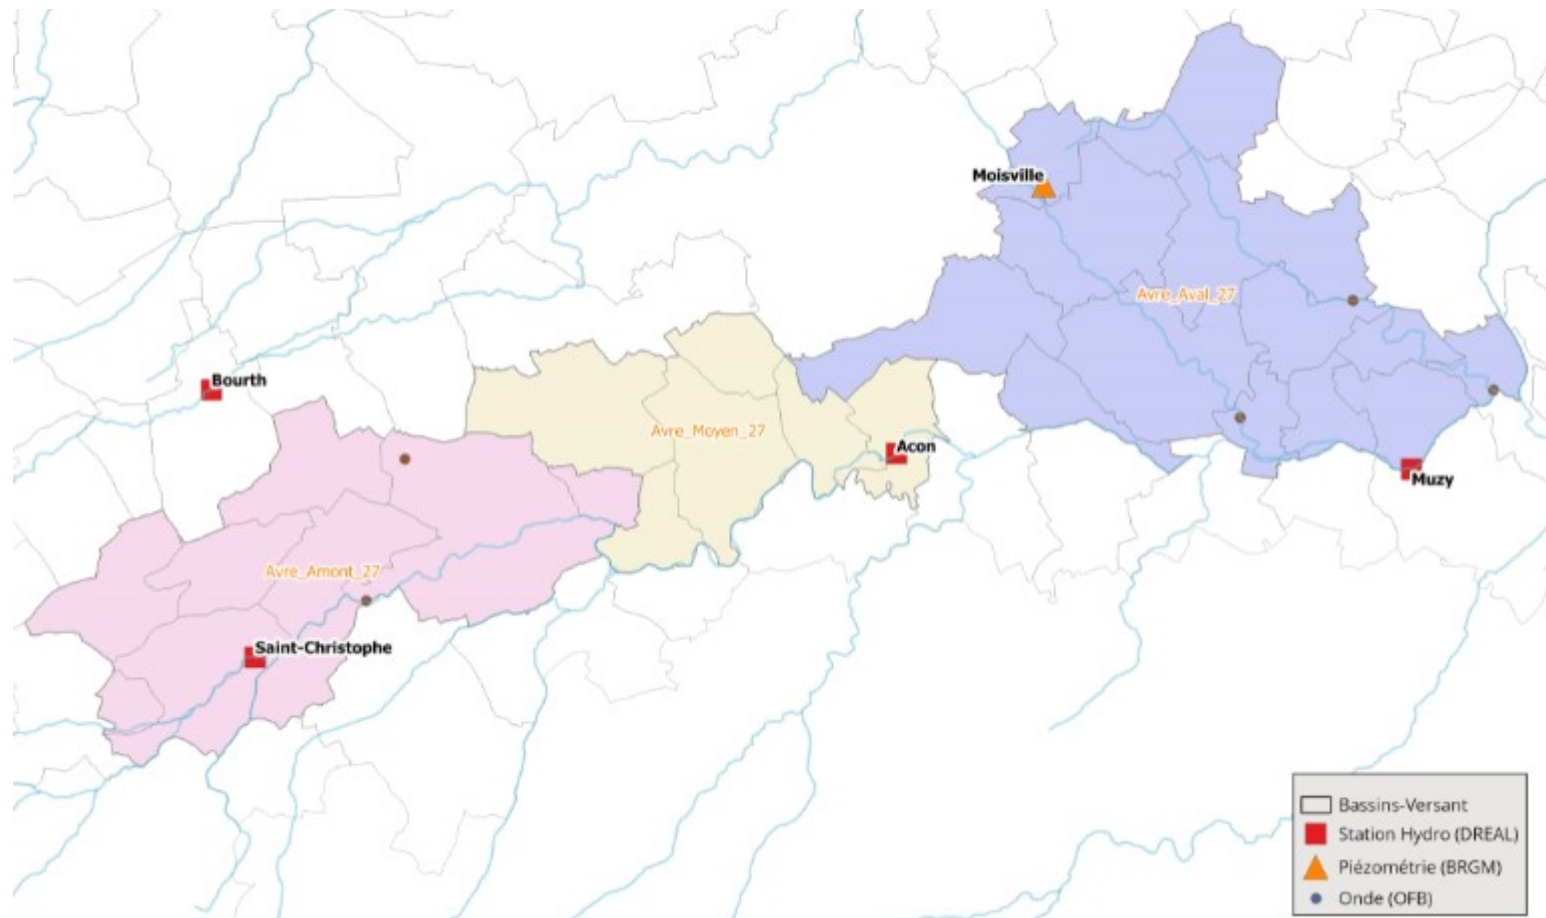 Moisville
Avre_Aval_27
Bourth
Avre_Moyen_27
Acon
Muzy
Avre_Amont_27
Saint-Christophe
Bassins-Versant
Station Hydro (DREAL)
Piézométrie (BRGM)
Onde (OFB)